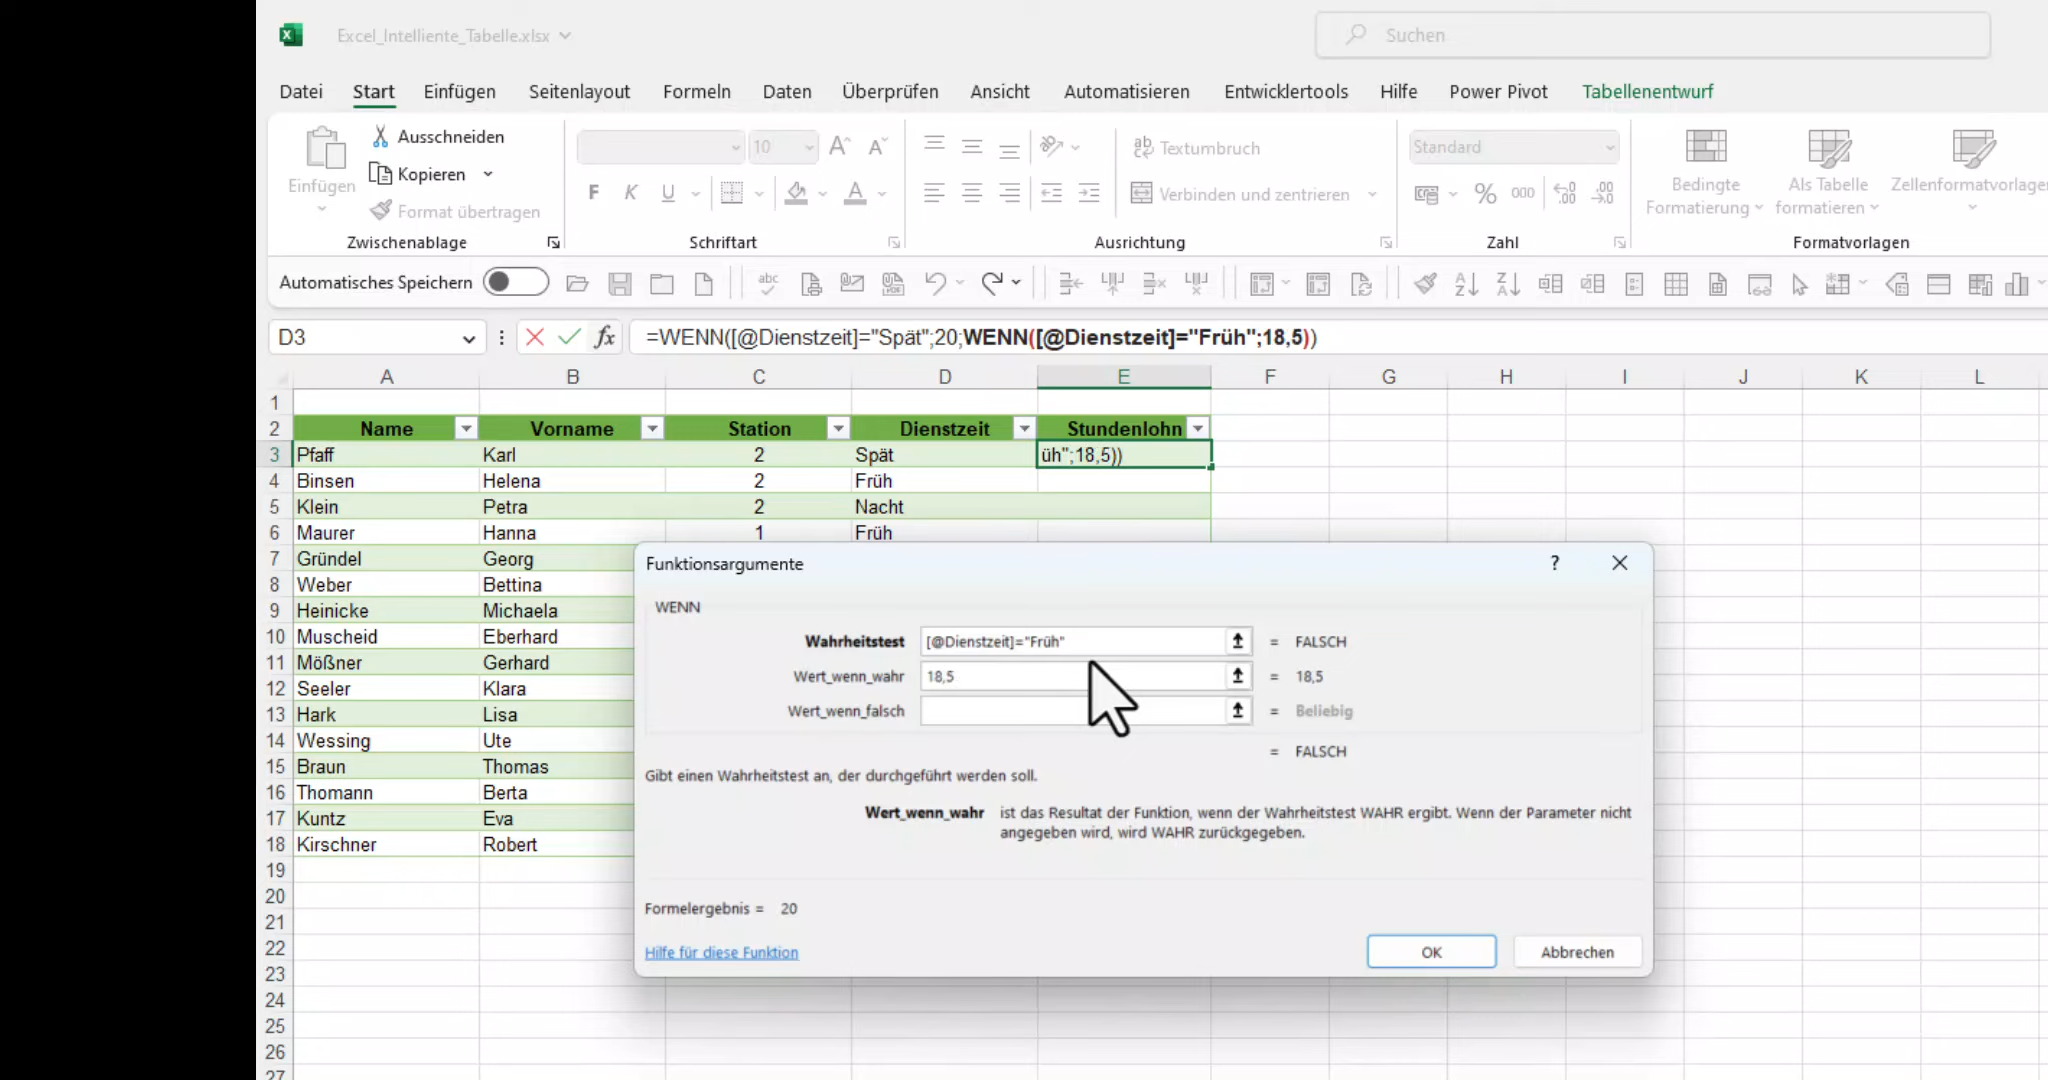 Excel_Intelliente_Tabelle.xlsx
Suchen
Datei Start Einfügen Seitenlayout Formeln Daten Überprüfen Ansicht Automatisieren Entwicklertools Hilfe Power Pivot Tabellenentwurf
Einfügen
Ausschneiden
Kopieren
Format übertragen
Zwischenablage
10
F K U
Schriftart
Textumbruch
Verbinden und zentrieren
Ausrichtung
Standard
% 000
Zahl
Bedingte
Formatierung
Als Tabelle
formatieren
Zellenformatvorlagen
Formatvorlagen
Automatisches Speichern
D3 fx =WENN([@Dienstzeit]="Spät";20;WENN([@Dienstzeit]="Früh";18,5))
A B C D E F G H I J K L
1
2 Name Vorname Station Dienstzeit Stundenlohn
3 Pfaff Karl 2 Spät üh";18,5))
4 Binsen Helena 2 Früh
5 Klein Petra 2 Nacht
6 Maurer Hanna 1 Früh
7 Gründel Georg
8 Weber Bettina
9 Heinicke Michaela
10 Muscheid Eberhard
11 Mößner Gerhard
12 Seeler Klara
13 Hark Lisa
14 Wessing Ute
15 Braun Thomas
16 Thomann Berta
17 Kuntz Eva
18 Kirschner Robert
19
20
21
22
23
24
25
26
27
Funktionsargumente ?
WENN
Wahrheitstest [@Dienstzeit]="Früh" = FALSCH
Wert_wenn_wahr 18,5 = 18,5
Wert_wenn_falsch = Beliebig
= FALSCH
Gibt einen Wahrheitstest an, der durchgeführt werden soll.
Wert_wenn_wahr ist das Resultat der Funktion, wenn der Wahrheitstest WAHR ergibt. Wenn der Parameter nicht
angegeben wird, wird WAHR zurückgegeben.
Formelergebnis = 20
Hilfe für diese Funktion
OK Abbrechen